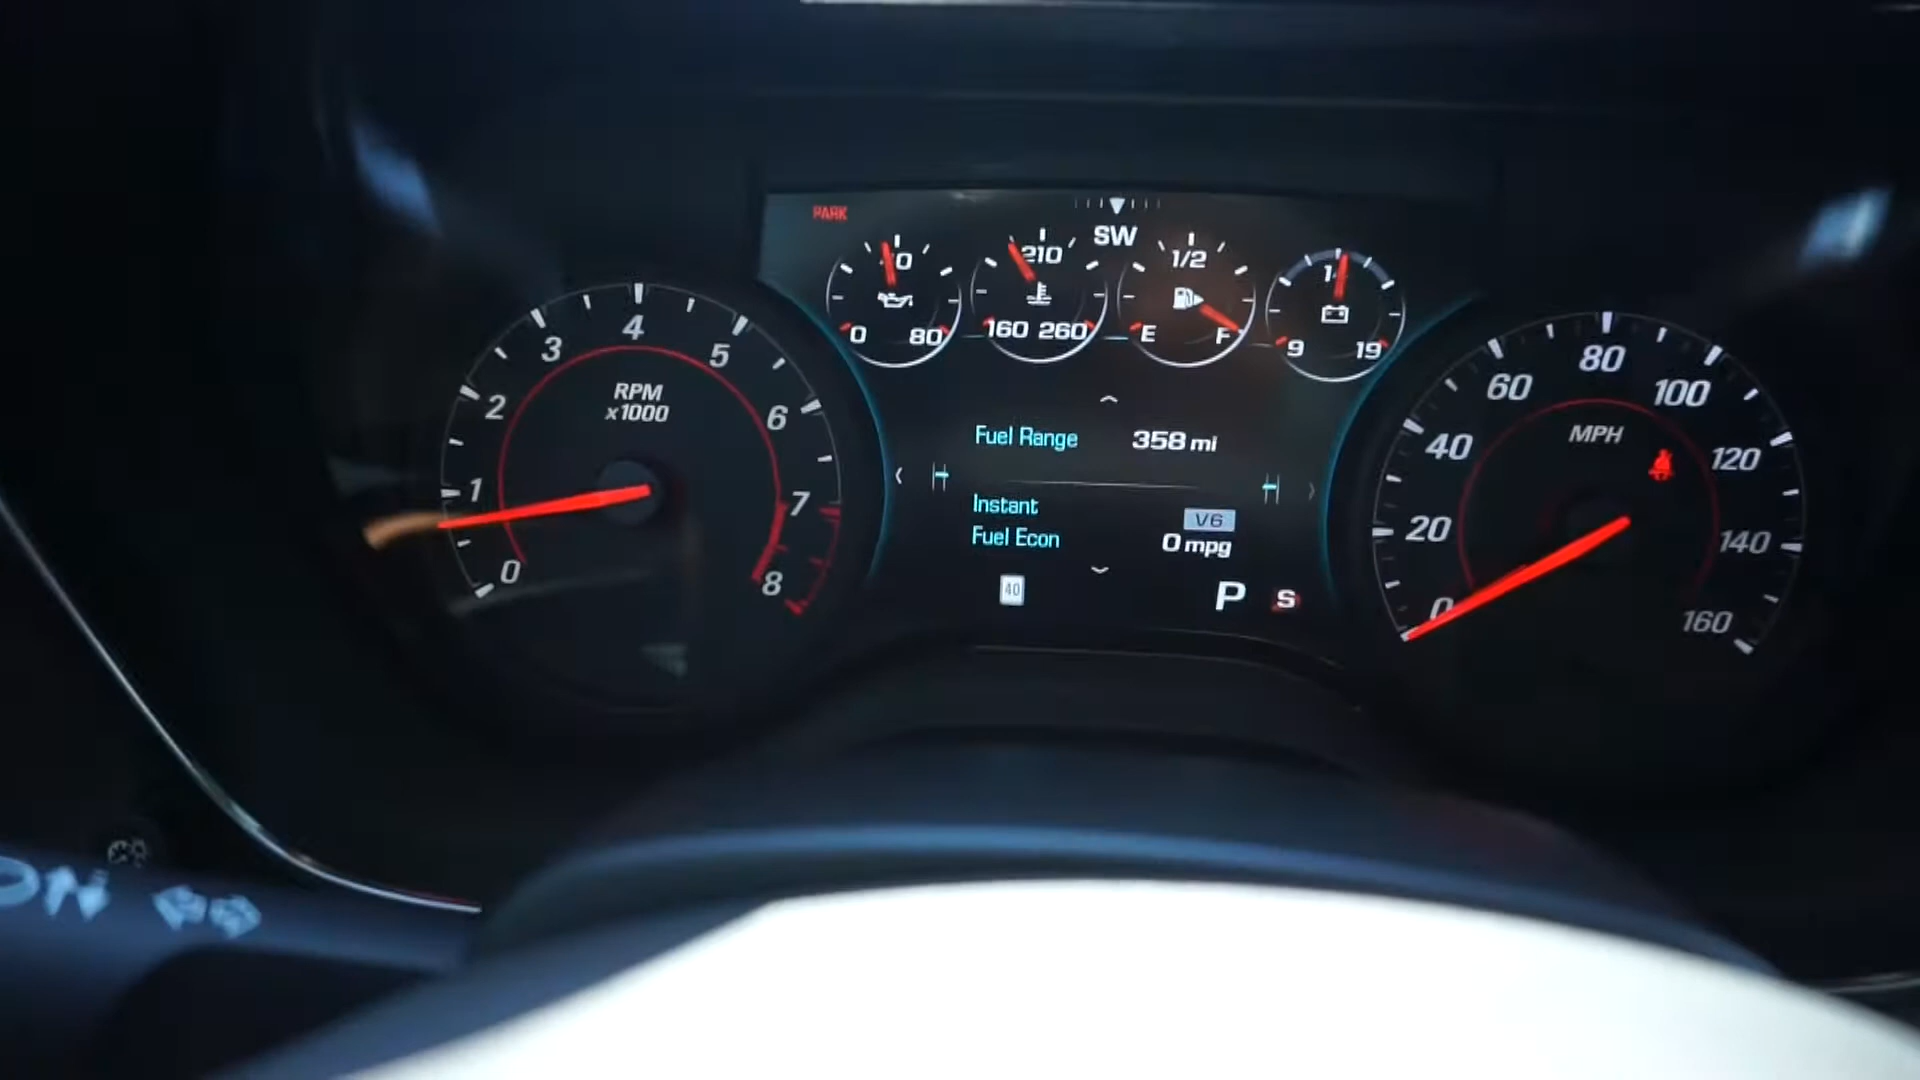 PARK
SW
210
160 260
1/2
E F
0 80
9 19
0 1 2 3 4 5 6 7 8
RPM
x1000
Fuel Range 358 mi
Instant
Fuel Econ
V6
0 mpg
40
P S
0 20 40 60 80 100 120 140 160
MPH